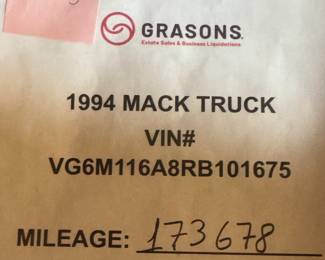 GRASONS.
Estate Sales & Business Liquidations
1994 MACK TRUCK
VIN#
VG6M116A8RB101675
MILEAGE: 173678